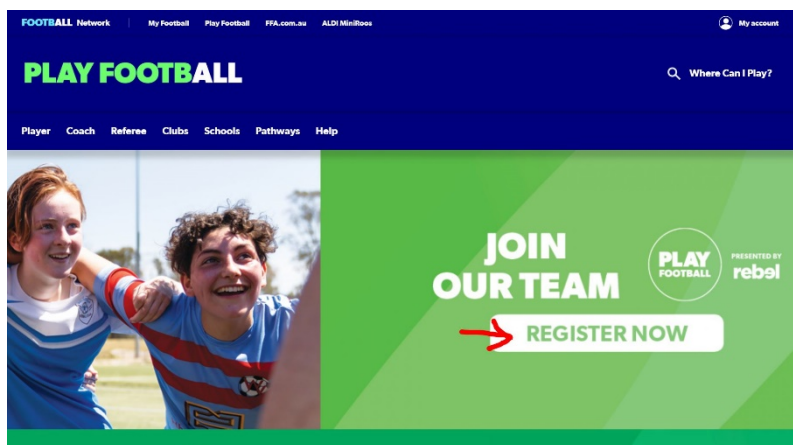 FOOTBALL Network My Football Play Football FFA.com.au ALDI MiniRoos My account
PLAY FOOTBALL
Where Can I Play?
Player Coach Referee Clubs Schools Pathways Help
JOIN
OUR TEAM
PLAY
FOOTBALL
PRESENTED BY
rebel
REGISTER NOW